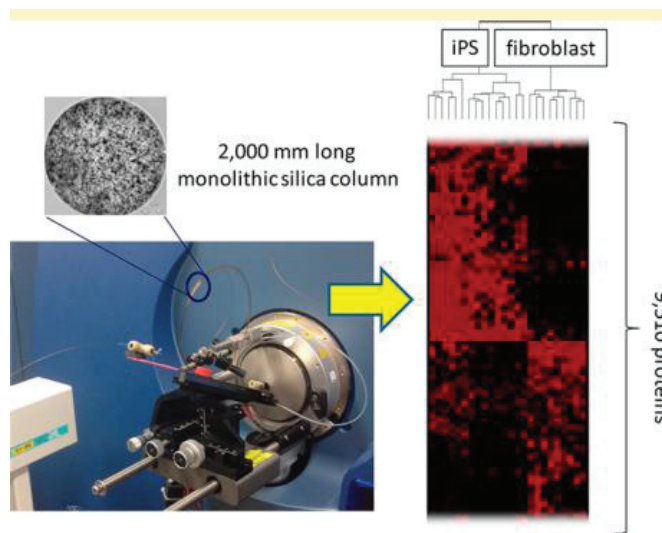 iPS
fibroblast
2,000 mm long
monolithic silica column
proteins